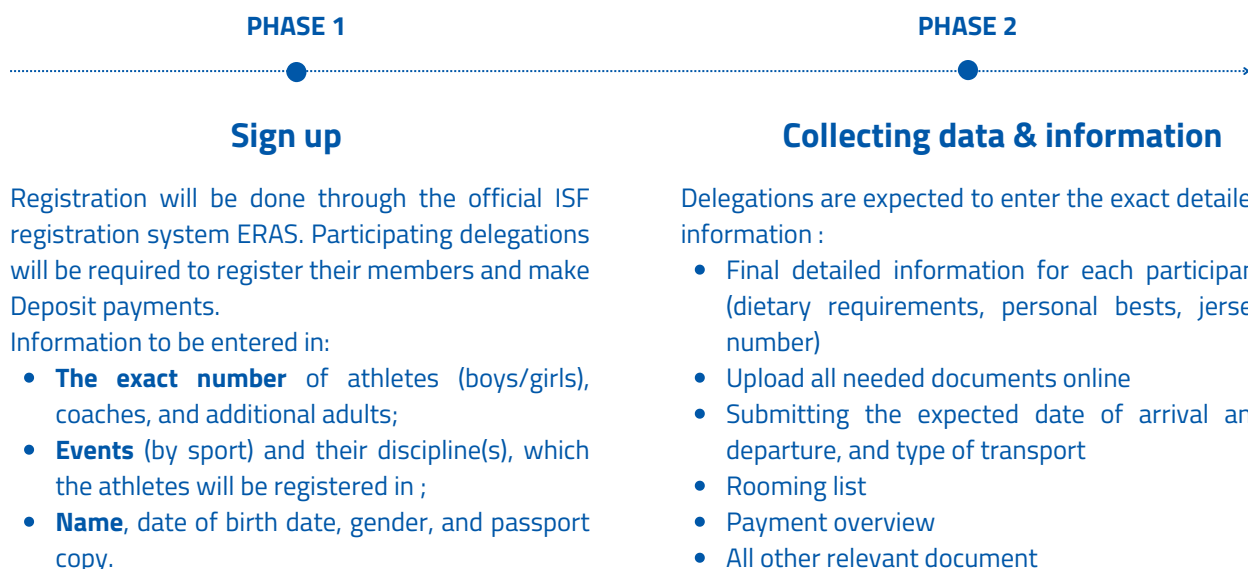 PHASE 1
Sign up
Registration will be done through the official ISF
registration system ERAS. Participating delegations
will be required to register their members and make
Deposit payments.
Information to be entered in:
• The exact number of athletes (boys/girls),
coaches, and additional adults;
• Events (by sport) and their discipline(s), which
the athletes will be registered in ;
• Name, date of birth date, gender, and passport
copy.
PHASE 2
Collecting data & information
Delegations are expected to enter the exact detaile
information :
• Final detailed information for each participan
(dietary requirements, personal bests, jerse
number)
• Upload all needed documents online
• Submitting the expected date of arrival an
departure, and type of transport
• Rooming list
• Payment overview
• All other relevant document